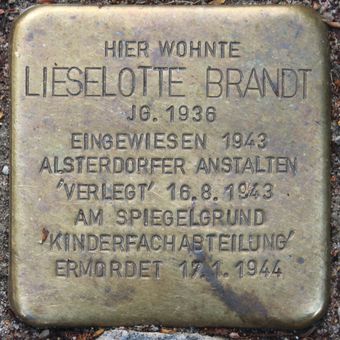 HIER WOHNTE
LIESELOTTE BRANDT
JG. 1936
EINGEWIESEN 1943
ALSTERDORFER ANSTALTEN
'VERLEGT' 16.8.1943
AM SPIEGELGRUND
'KINDERFACHABTEILUNG'
ERMORDET 17.1.1944